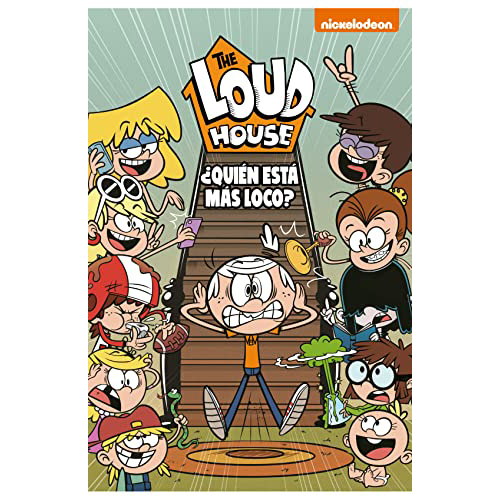 nickelodeon
THE
LOUD
HOUSE
¿QUIÉN ESTÁ
MÁS LOCO?